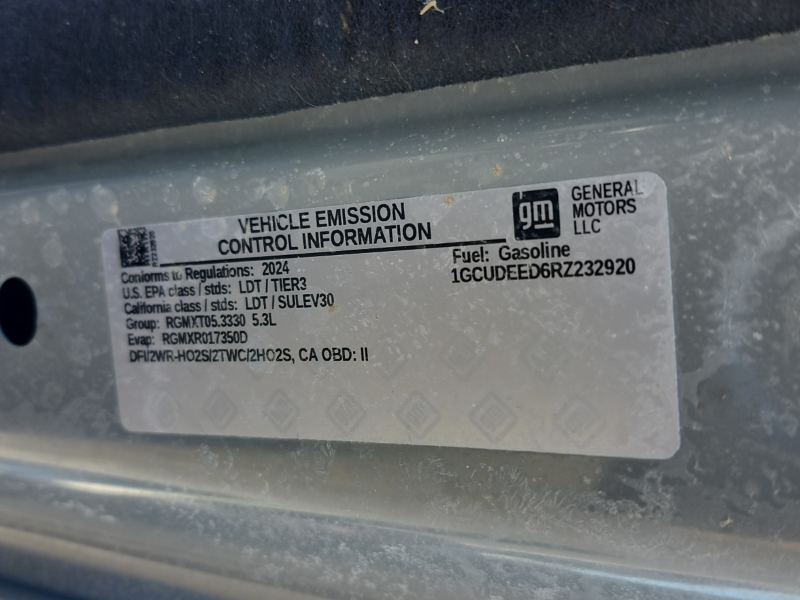 VEHICLE EMISSION
CONTROL INFORMATION
gm
GENERAL
MOTORS
LLC
Conforms to Regulations: 2024
U.S. EPA class / stds: LDT / TIER3
California class / stds: LDT / SULEV30
Group: RGMXT05.3330 5.3L
Evap: RGMXR017350D
DFI/2WR-HO2S/2TWC/2HO2S, CA OBD: II
Fuel: Gasoline
1GCUDEED6RZ232920